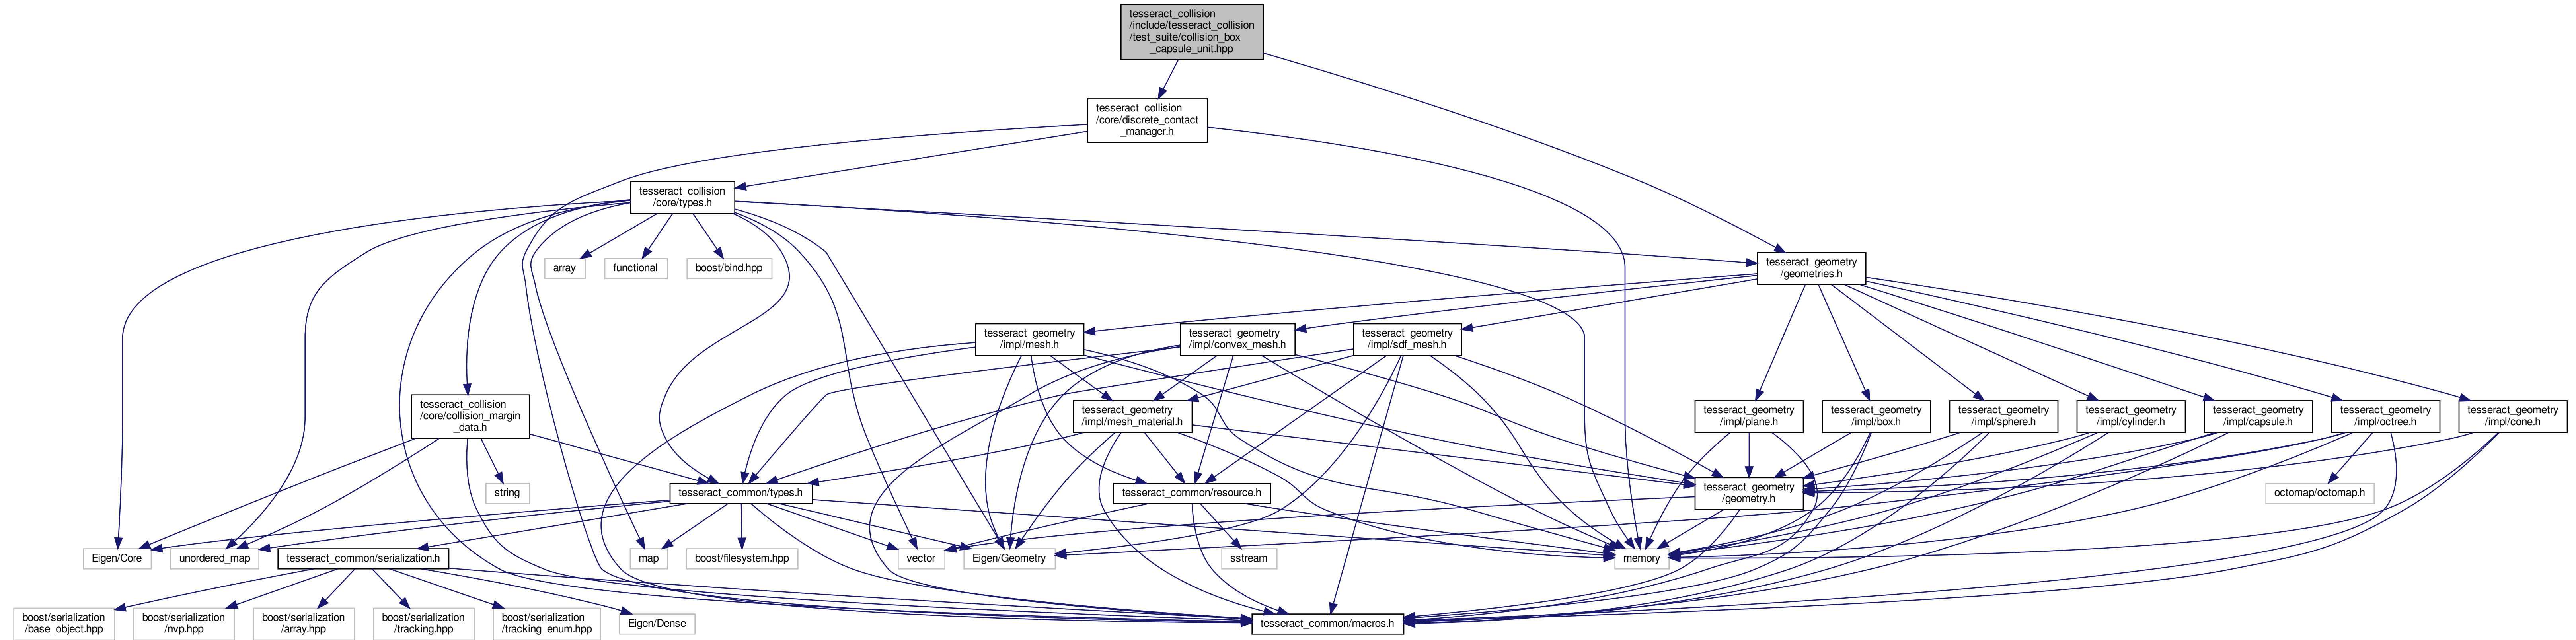 tesseract_collision
/include/tesseract_collision
/test_suite/collision_box
_capsule_unit.hpp
tesseract_collision
/core/discrete_contact
_manager.h
tesseract_collision
/core/types.h
tesseract_geometry
/geometries.h
array
functional
boost/bind.hpp
tesseract_geometry
/impl/mesh.h
tesseract_geometry
/impl/convex_mesh.h
tesseract_geometry
/impl/sdf_mesh.h
tesseract_collision
/core/collision_margin
_data.h
tesseract_geometry
/impl/mesh_material.h
tesseract_geometry
/impl/plane.h
tesseract_geometry
/impl/box.h
tesseract_geometry
/impl/sphere.h
tesseract_geometry
/impl/cylinder.h
tesseract_geometry
/impl/capsule.h
tesseract_geometry
/impl/octree.h
tesseract_geometry
/impl/cone.h
string
tesseract_common/types.h
tesseract_common/resource.h
tesseract_geometry
/geometry.h
octomap/octomap.h
Eigen/Core
unordered_map
tesseract_common/serialization.h
map
boost/filesystem.hpp
vector
Eigen/Geometry
sstream
memory
boost/serialization
/base_object.hpp
boost/serialization
/nvp.hpp
boost/serialization
/array.hpp
boost/serialization
/tracking.hpp
boost/serialization
/tracking_enum.hpp
Eigen/Dense
tesseract_common/macros.h